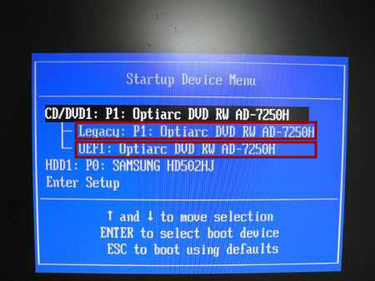 Startup Device Menu
CD/DVD1: P1: Optiarc DVD RW AD-7250H
Legacy: P1: Optiarc DVD RW AD-7250H
UEFI: Optiarc DVD RW AD-7250H
HDD1: P0: SAMSUNG HD502HJ
Enter Setup
↑ and ↓ to move selection
ENTER to select boot device
ESC to boot using defaults